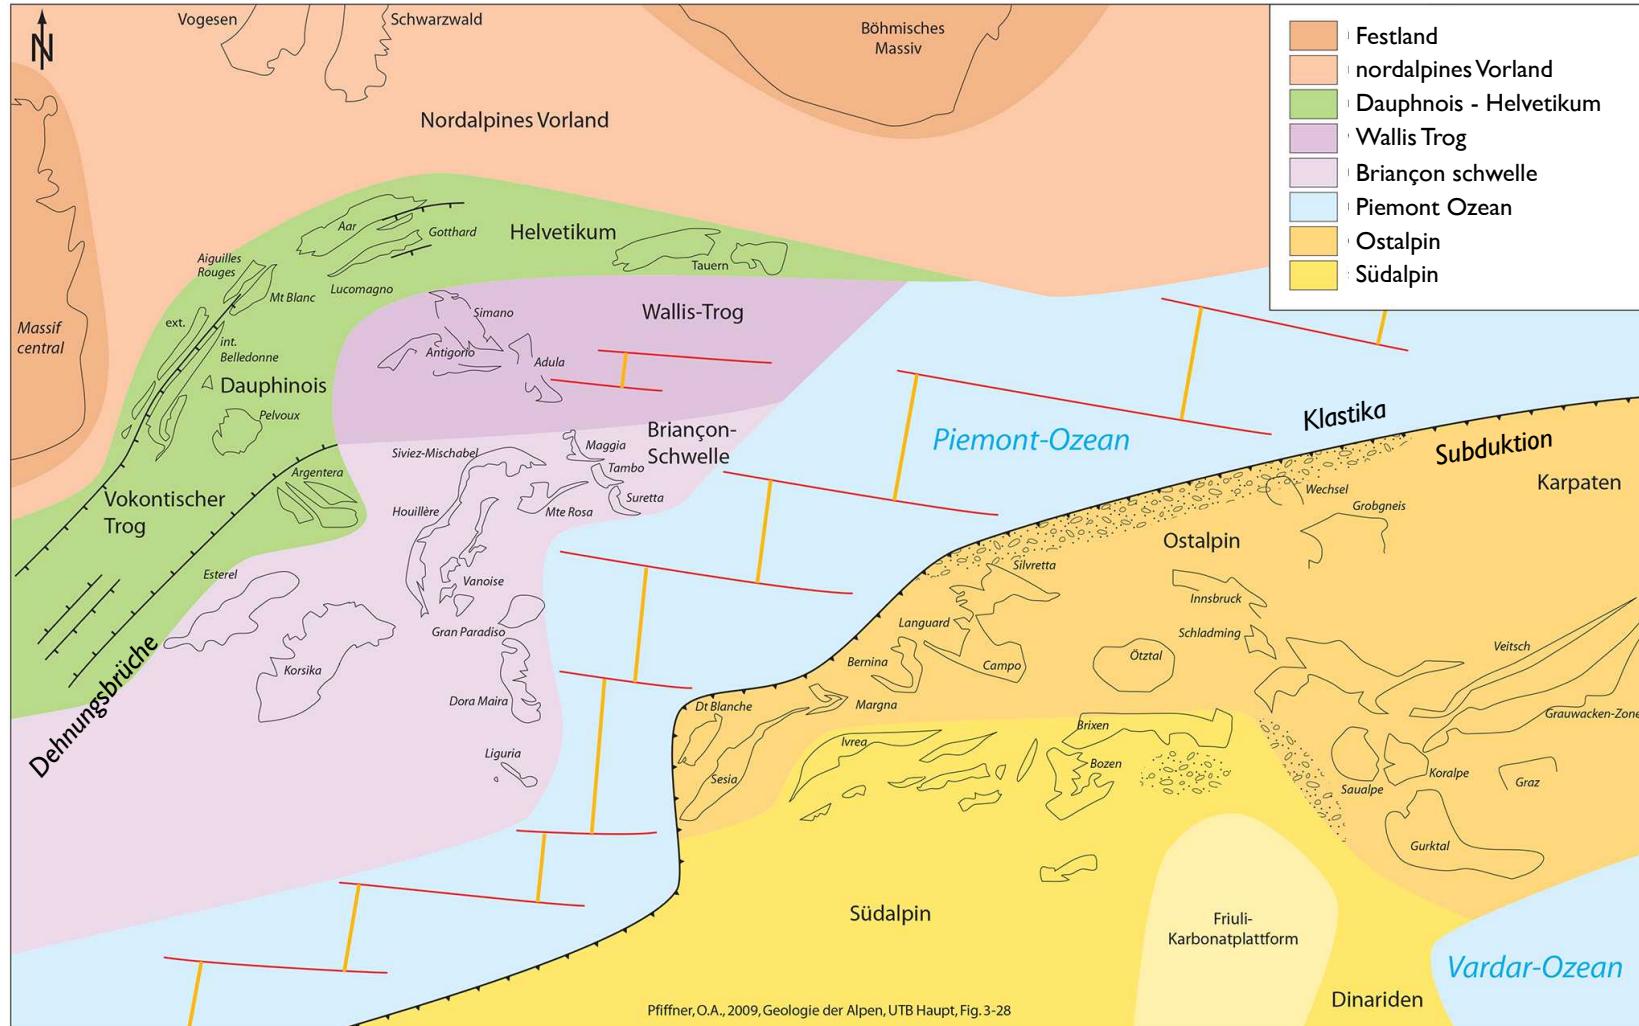 Vogesen
Schwarzwald
Böhmisches
Massiv
N
Festland
nordalpines Vorland
Dauphnois - Helvetikum
Wallis Trog
Briançon schwelle
Piemont Ozean
Ostalpin
Südalpin
Nordalpines Vorland
Aar
Gotthard
Helvetikum
Tauern
Aiguilles
Rouges
Mt Blanc
Lucomagno
Massif
central
ext.
int.
Belledonne
Dauphinois
Pelvoux
Simano
Antigorio
Adula
Wallis-Trog
Briançon-
Schwelle
Siviez-Mischabel
Maggia
Tambo
Suretta
Mte Rosa
Houillère
Argentera
Vokontischer
Trog
Piemont-Ozean
Klastika
Subduktion
Karpaten
Wechsel
Grobgneis
Ostalpin
Silvretta
Innsbruck
Schladming
Languard
Bernina
Campo
Ötztal
Veitsch
Grauwacken-Zone
Esterel
Vanoise
Gran Paradiso
Korsika
Dora Maira
Liguria
Dehnungsbrüche
Dt Blanche
Margna
Sesia
Ivrea
Brixen
Bozen
Saualpe
Koralpe
Graz
Gurktal
Südalpin
Friuli-
Karbonatplattform
Vardar-Ozean
Dinariden
Pfiffner, O.A., 2009, Geologie der Alpen, UTB Haupt, Fig. 3-28